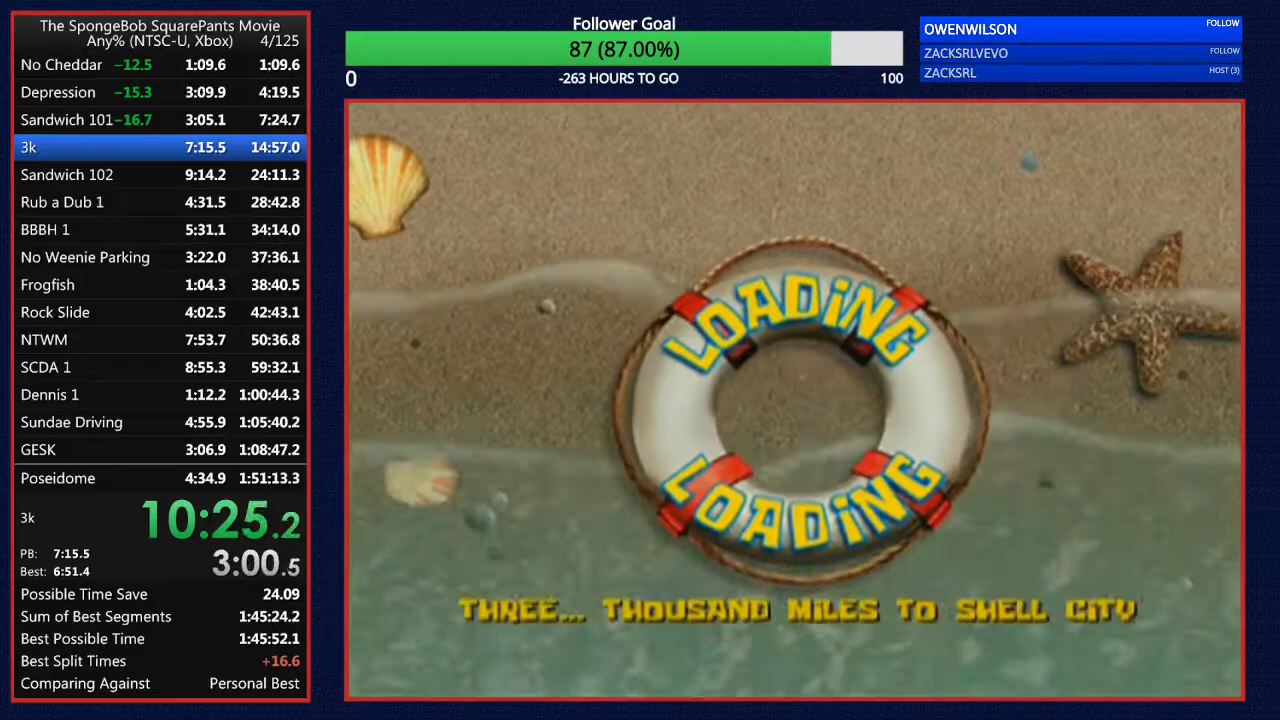 The SpongeBob SquarePants Movie
Any% (NTSC-U, Xbox) 4/125
No Cheddar −12.5 1:09.6 1:09.6
Depression −15.3 3:09.9 4:19.5
Sandwich 101 −16.7 3:05.1 7:24.7
3k 7:15.5 14:57.0
Sandwich 102 9:14.2 24:11.3
Rub a Dub 1 4:31.5 28:42.8
BBBH 1 5:31.1 34:14.0
No Weenie Parking 3:22.0 37:36.1
Frogfish 1:04.3 38:40.5
Rock Slide 4:02.5 42:43.1
NTWM 7:53.7 50:36.8
SCDA 1 8:55.3 59:32.1
Dennis 1 1:12.2 1:00:44.3
Sundae Driving 4:55.9 1:05:40.2
GESK 3:06.9 1:08:47.2
Poseidome 4:34.9 1:51:13.3
3k 10:25.2
PB: 7:15.5
Best: 6:51.4 3:00.5
Possible Time Save 24.09
Sum of Best Segments 1:45:24.2
Best Possible Time 1:45:52.1
Best Split Times +16.6
Comparing Against Personal Best
Follower Goal
87 (87.00%)
0 -263 HOURS TO GO 100
OWENWILSON FOLLOW
ZACKSRLVEVO FOLLOW
ZACKSRL HOST (3)
LOADING
LOADING
THREE... THOUSAND MILES TO SHELL CITY